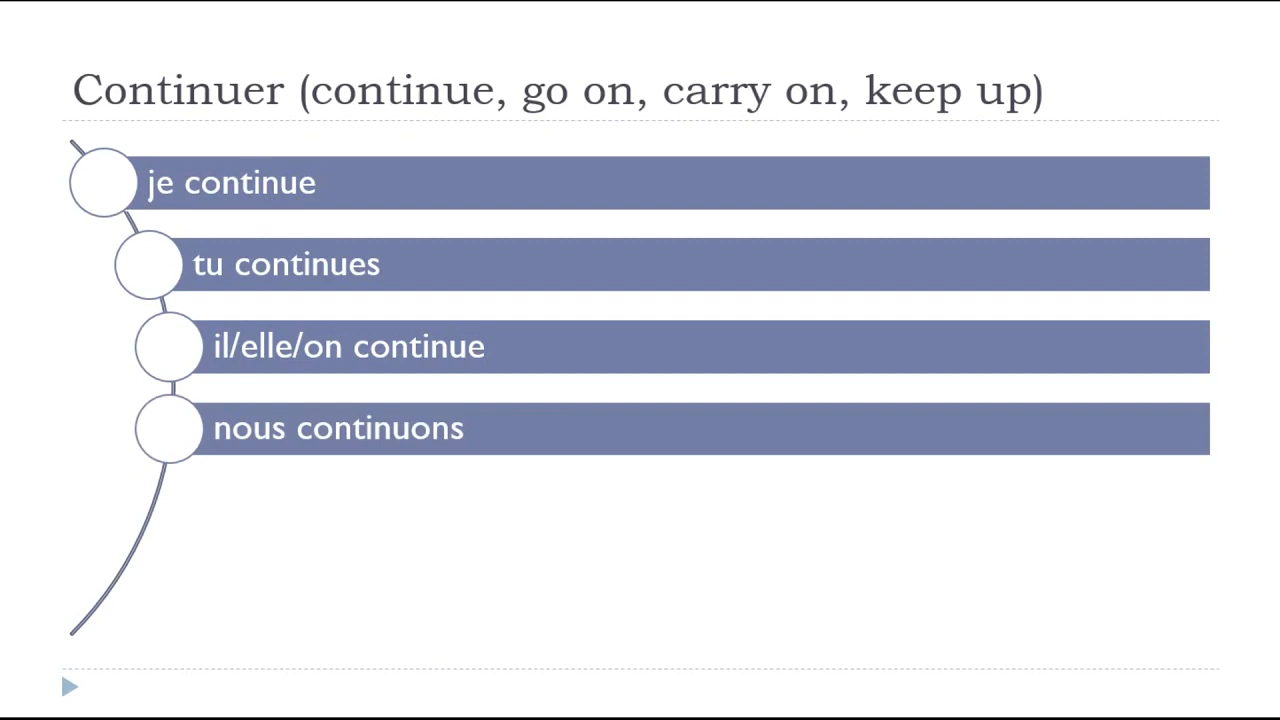 Continuer (continue, go on, carry on, keep up)
je continue
tu continues
il/elle/on continue
nous continuons